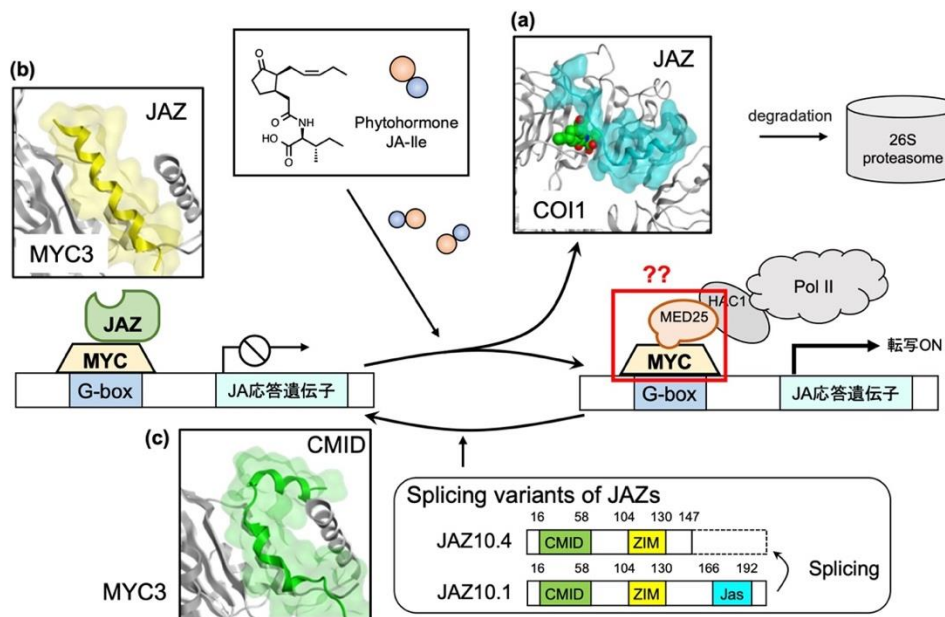 (b)
JAZ
MYC3
O
O
NH
HO
O
Phytohormone
JA-Ile
(a)
JAZ
COI1
degradation
26S
proteasome
JAZ
MYC
G-box
JA応答遺伝子
??
MED25
HAC1
Pol II
MYC
G-box
転写ON
JA応答遺伝子
(c)
CMID
MYC3
Splicing variants of JAZs
16 58 104 130 147
JAZ10.4 CMID ZIM
16 58 104 130 166 192
JAZ10.1 CMID ZIM Jas
Splicing